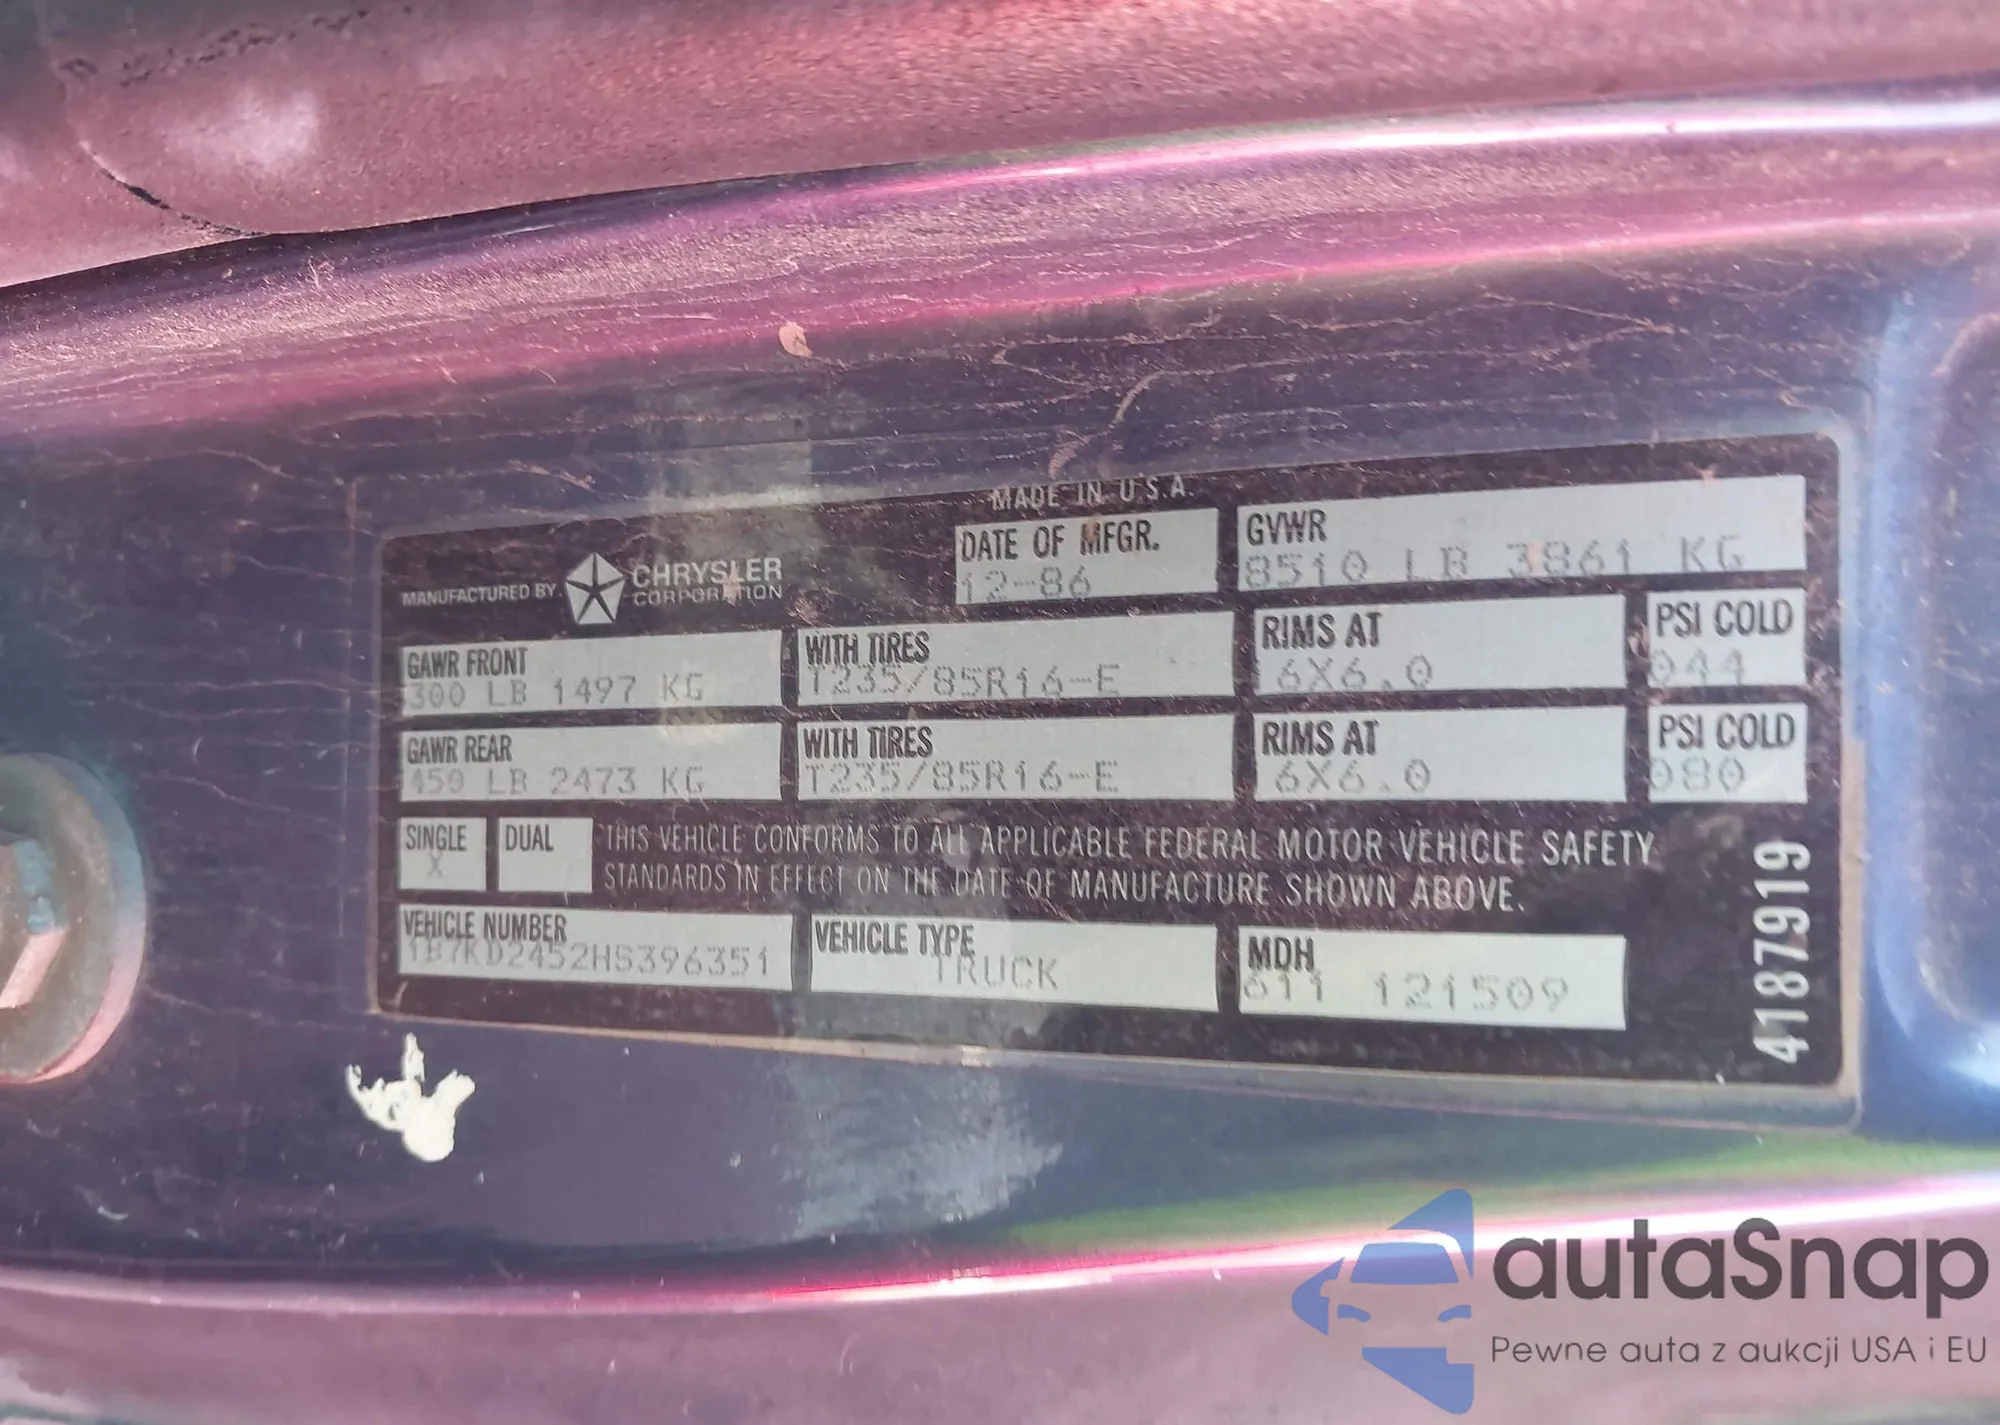 MADE IN U.S.A.
MANUFACTURED BY CHRYSLER CORPORATION
DATE OF MFGR.
12-86
GVWR
8510 LB 3861 KG
GAWR FRONT
300 LB 1497 KG
WITH TIRES
T235/85R16-E
RIMS AT
6X6.0
PSI COLD
044
GAWR REAR
459 LB 2473 KG
WITH TIRES
T235/85R16-E
RIMS AT
6X6.0
PSI COLD
080
SINGLE
X
DUAL
THIS VEHICLE CONFORMS TO ALL APPLICABLE FEDERAL MOTOR VEHICLE SAFETY
STANDARDS IN EFFECT ON THE DATE OF MANUFACTURE SHOWN ABOVE.
VEHICLE NUMBER
1B7KD2452HS396351
VEHICLE TYPE
TRUCK
MDH
611 121509
4187919
autaSnap
Pewne auta z aukcji USA i EU